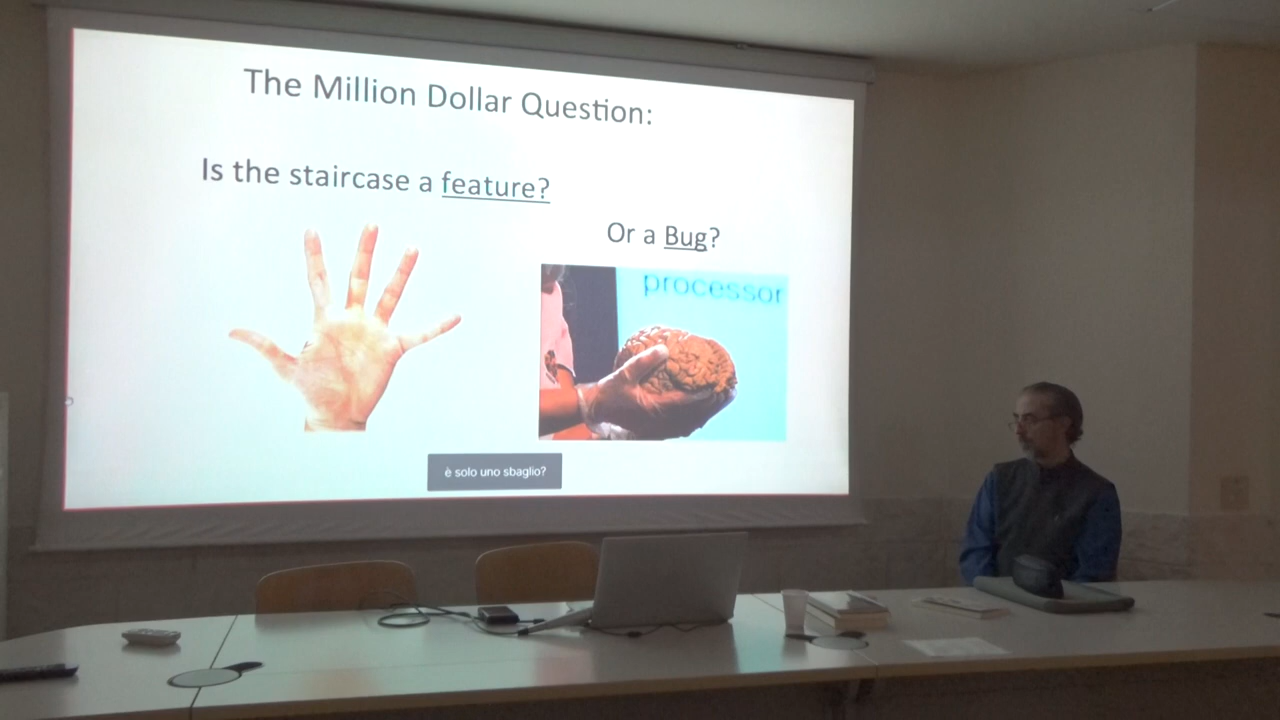 The Million Dollar Question:
Is the staircase a feature?
Or a Bug?
processor
è solo uno sbaglio?